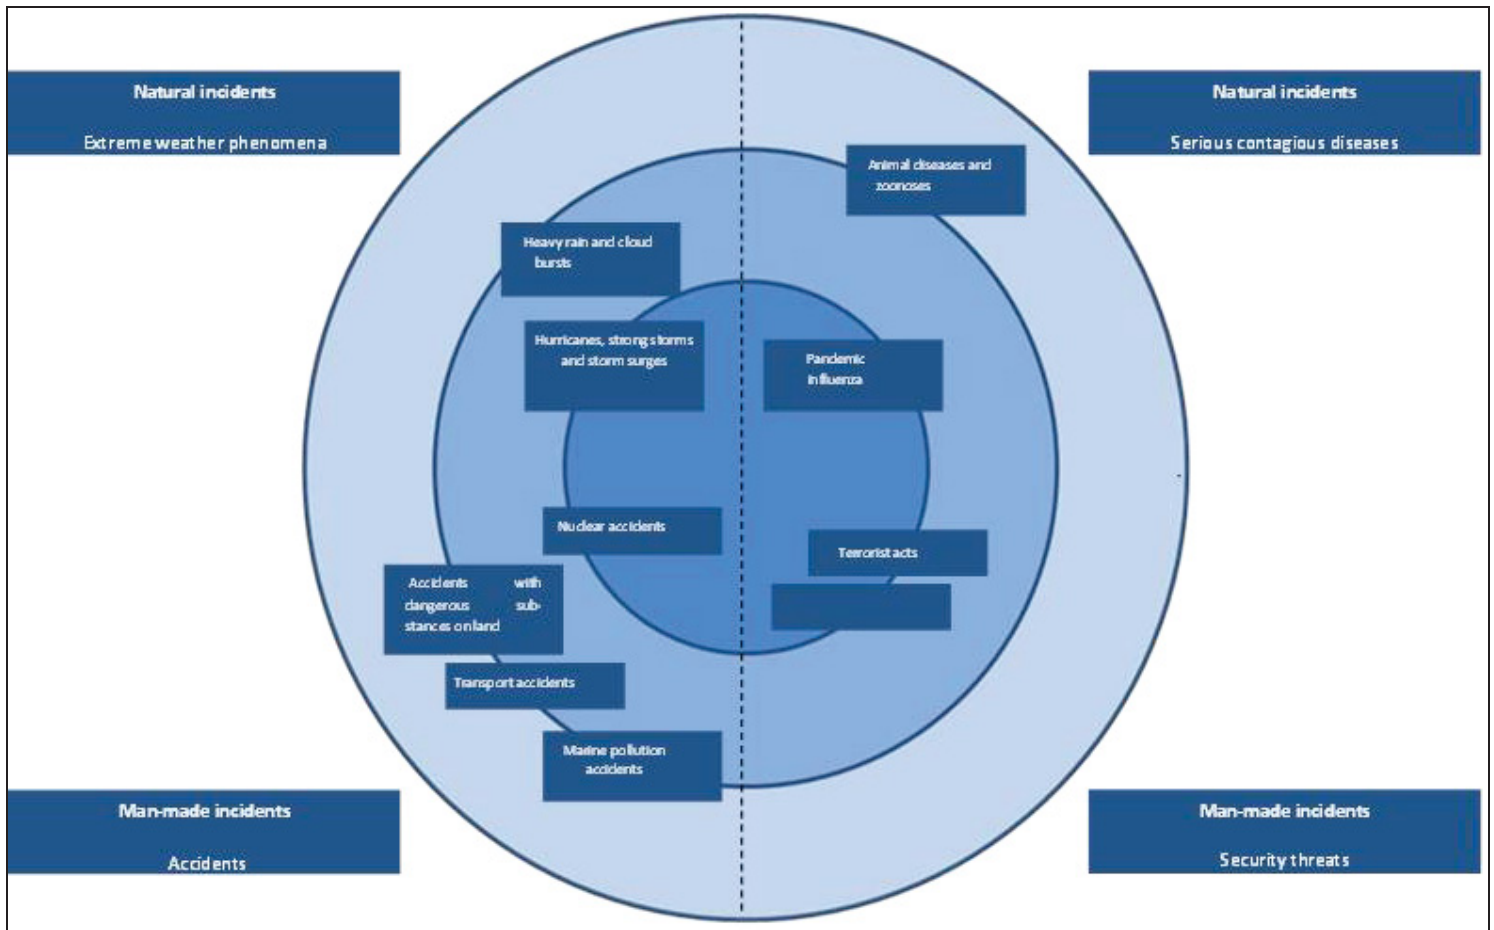 Natural incidents
Extreme weather phenomena
Natural incidents
Serious contagious diseases
Animal diseases and
zoonoses
Heavy rain and cloud
bursts
Hurricanes, strong storms
and storm surges
Pandemic
influenza
Nuclear accidents
Terrorist acts
Accidents with
dangerous sub-
stances on land
Transport accidents
Marine pollution
accidents
Man-made incidents
Accidents
Man-made incidents
Security threats